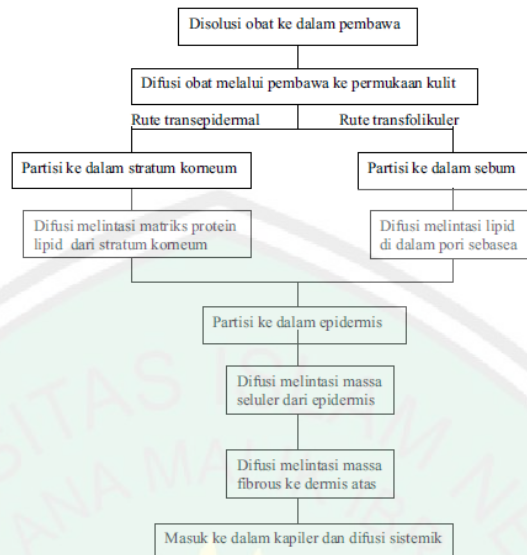 Disolusi obat ke dalam pembawa
Difusi obat melalui pembawa ke permukaan kulit
Rute transepidermal
Rute transfolikuler
Partisi ke dalam stratum korneum
Partisi ke dalam sebum
Difusi melintasi matriks protein
lipid dari stratum korneum
Difusi melintasi lipid
di dalam pori sebasea
Partisi ke dalam epidermis
Difusi melintasi massa
seluler dari epidermis
Difusi melintasi massa
fibrous ke dermis atas
Masuk ke dalam kapiler dan difusi sistemik